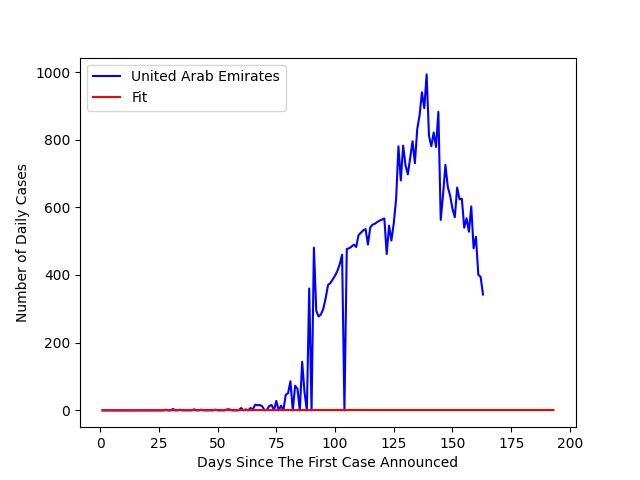 United Arab Emirates
Fit
1000
800
600
400
200
0
Number of Daily Cases
0 25 50 75 100 125 150 175 200
Days Since The First Case Announced